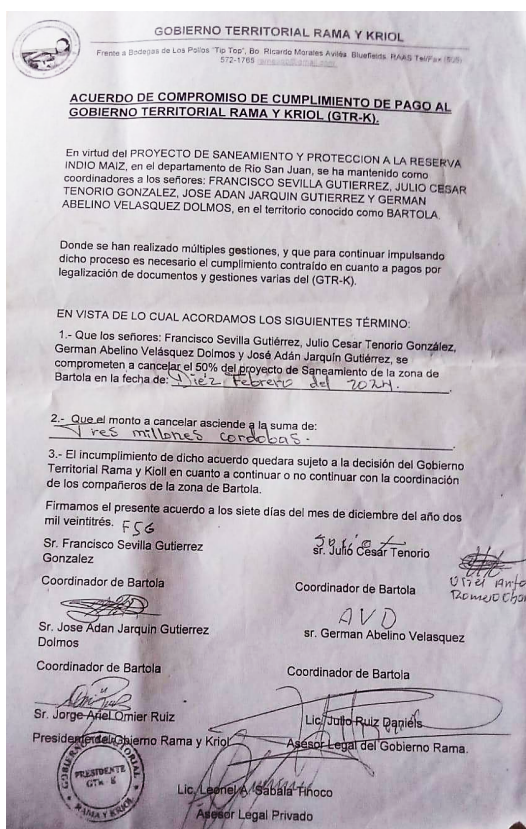 GOBIERNO TERRITORIAL RAMA Y KRIOL
Frente a Bodegas de Los Pollos "Tip Top", Bo. Ricardo Morales Avilés. Bluefields. RAAS Tel/Fax
572-1765
ACUERDO DE COMPROMISO DE CUMPLIMIENTO DE PAGO AL
GOBIERNO TERRITORIAL RAMA Y KRIOL (GTR-K).
En virtud del PROYECTO DE SANEAMIENTO Y PROTECCION A LA RESERVA
INDIO MAIZ, en el departamento de Rio San Juan, se ha mantenido como
coordinadores a los señores: FRANCISCO SEVILLA GUTIERREZ, JULIO CESAR
TENORIO GONZALEZ, JOSE ADAN JARQUIN GUTIERREZ Y GERMAN
ABELINO VELASQUEZ DOLMOS, en el territorio conocido como BARTOLA.
Donde se han realizado múltiples gestiones, y que para continuar impulsando
dicho proceso es necesario el cumplimiento contraído en cuanto a pagos por
legalización de documentos y gestiones varias del (GTR-K).
EN VISTA DE LO CUAL ACORDAMOS LOS SIGUIENTES TÉRMINO:
1.- Que los señores: Francisco Sevilla Gutiérrez, Julio Cesar Tenorio González,
German Abelino Velásquez Dolmos y José Adán Jarquín Gutiérrez, se
comprometen a cancelar el 50% del proyecto de Saneamiento de la zona de
Bartola en la fecha de: Diez Febrero del 2024.
2.- Que el monto a cancelar asciende a la suma de:
Tres millones cordobas.
3.- El incumplimiento de dicho acuerdo quedara sujeto a la decisión del Gobierno
Territorial Rama y Kioll en cuanto a continuar o no continuar con la coordinación
de los compañeros de la zona de Bartola.
Firmamos el presente acuerdo a los siete días del mes de diciembre del año dos
mil veintitrés. FSG
Sr. Francisco Sevilla Gutierrez
Gonzalez
Coordinador de Bartola
sr. Julio Cesar Tenorio
Coordinador de Bartola
Romero
Sr. Jose Adan Jarquin Gutierrez
Dolmos
Coordinador de Bartola
AVD
sr. German Abelino Velasquez
Coordinador de Bartola
Sr. Jorge Ariel Omier Ruiz
Presidente del Gbierno Rama y Kriol
Lic. Julio Ruiz Daniels
Asesor Legal del Gobierno Rama.
GOBIERNO TERRITORIAL
PRESIDENTE
GTR - K
RAMA Y KRIOL
Lic. Leonel A. Sabala Tinoco
Asesor Legal Privado